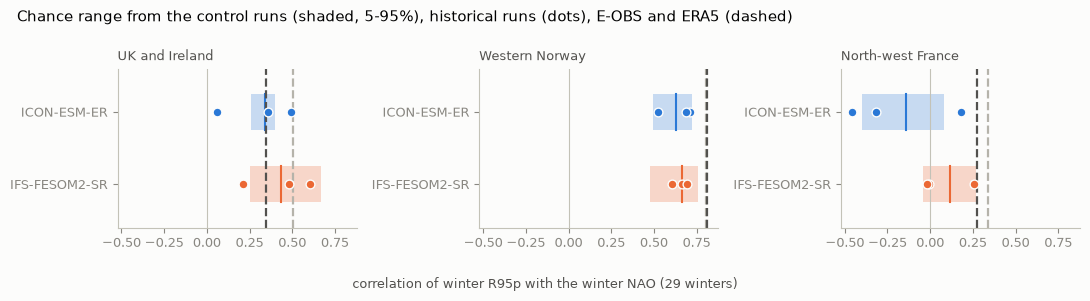 Chance range from the control runs (shaded, 5-95%), historical runs (dots), E-OBS and ERA5 (dashed)
UK and Ireland
ICON-ESM-ER
IFS-FESOM2-SR
−0.50 −0.25 0.00 0.25 0.50 0.75
Western Norway
ICON-ESM-ER
IFS-FESOM2-SR
−0.50 −0.25 0.00 0.25 0.50 0.75
North-west France
ICON-ESM-ER
IFS-FESOM2-SR
−0.50 −0.25 0.00 0.25 0.50 0.75
correlation of winter R95p with the winter NAO (29 winters)